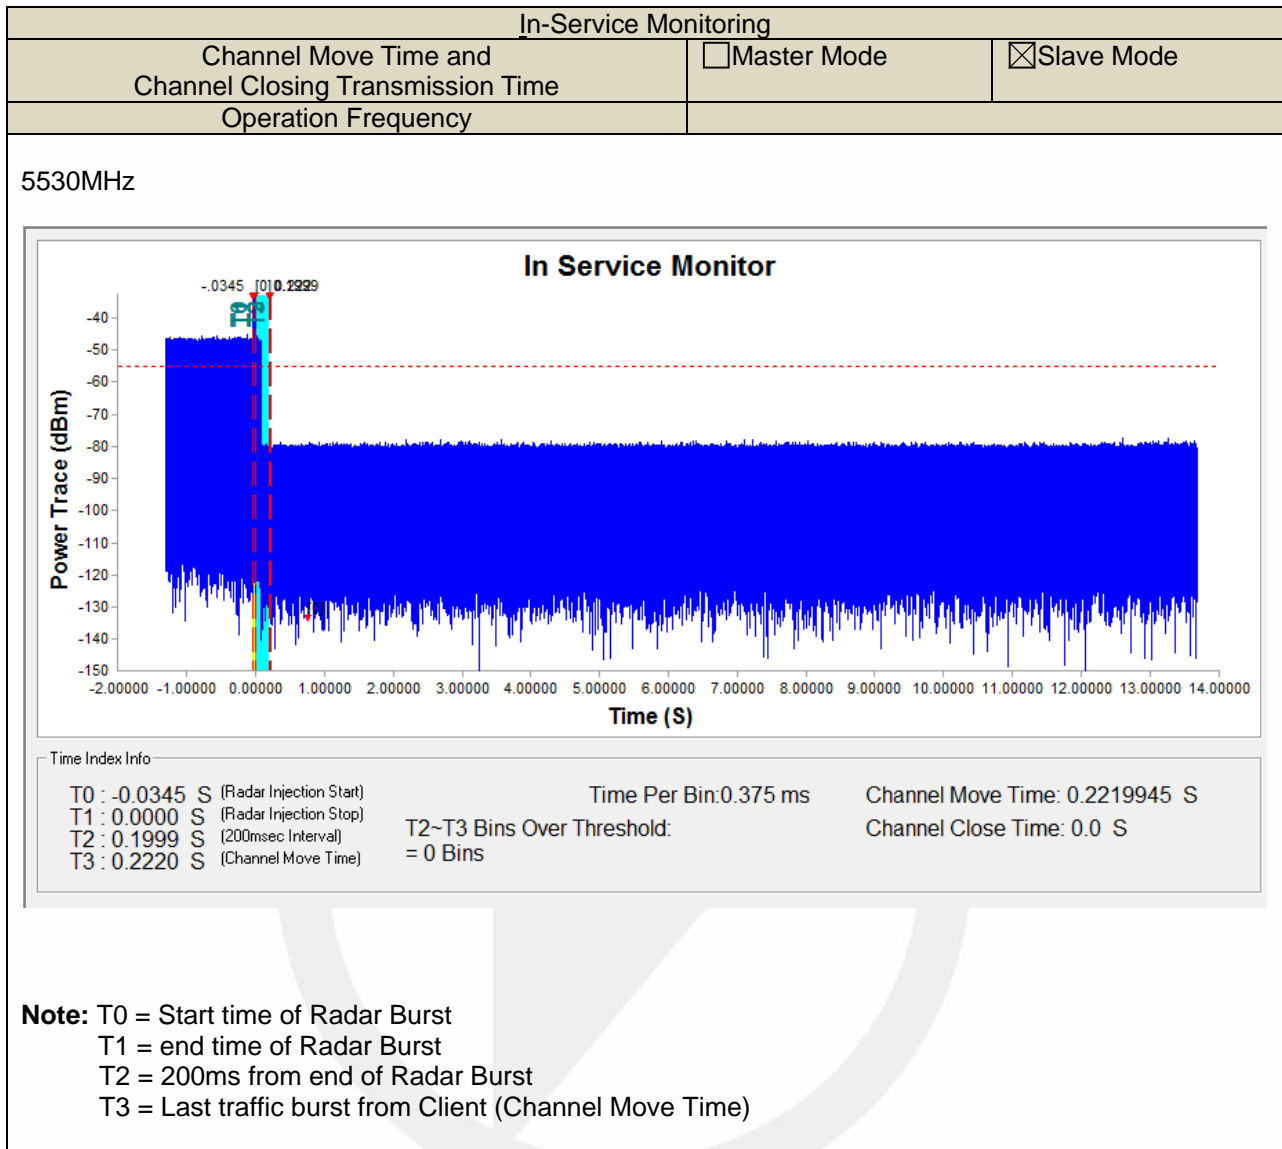 In-Service Monitoring
Channel Move Time and
Channel Closing Transmission Time
Master Mode
Slave Mode
Operation Frequency
5530MHz
In Service Monitor
-.0345
0.1999
Power Trace (dBm)
-40
-50
-60
-70
-80
-90
-100
-110
-120
-130
-140
-150
-2.00000 -1.00000 0.00000 1.00000 2.00000 3.00000 4.00000 5.00000 6.00000 7.00000 8.00000 9.00000 10.00000 11.00000 12.00000 13.00000 14.00000
Time (S)
Time Index Info
T0 : -0.0345 S (Radar Injection Start)
T1 : 0.0000 S (Radar Injection Stop)
T2 : 0.1999 S (200msec Interval)
T3 : 0.2220 S (Channel Move Time)
Time Per Bin:0.375 ms
T2~T3 Bins Over Threshold:
= 0 Bins
Channel Move Time: 0.2219945 S
Channel Close Time: 0.0 S
Note: T0 = Start time of Radar Burst
T1 = end time of Radar Burst
T2 = 200ms from end of Radar Burst
T3 = Last traffic burst from Client (Channel Move Time)